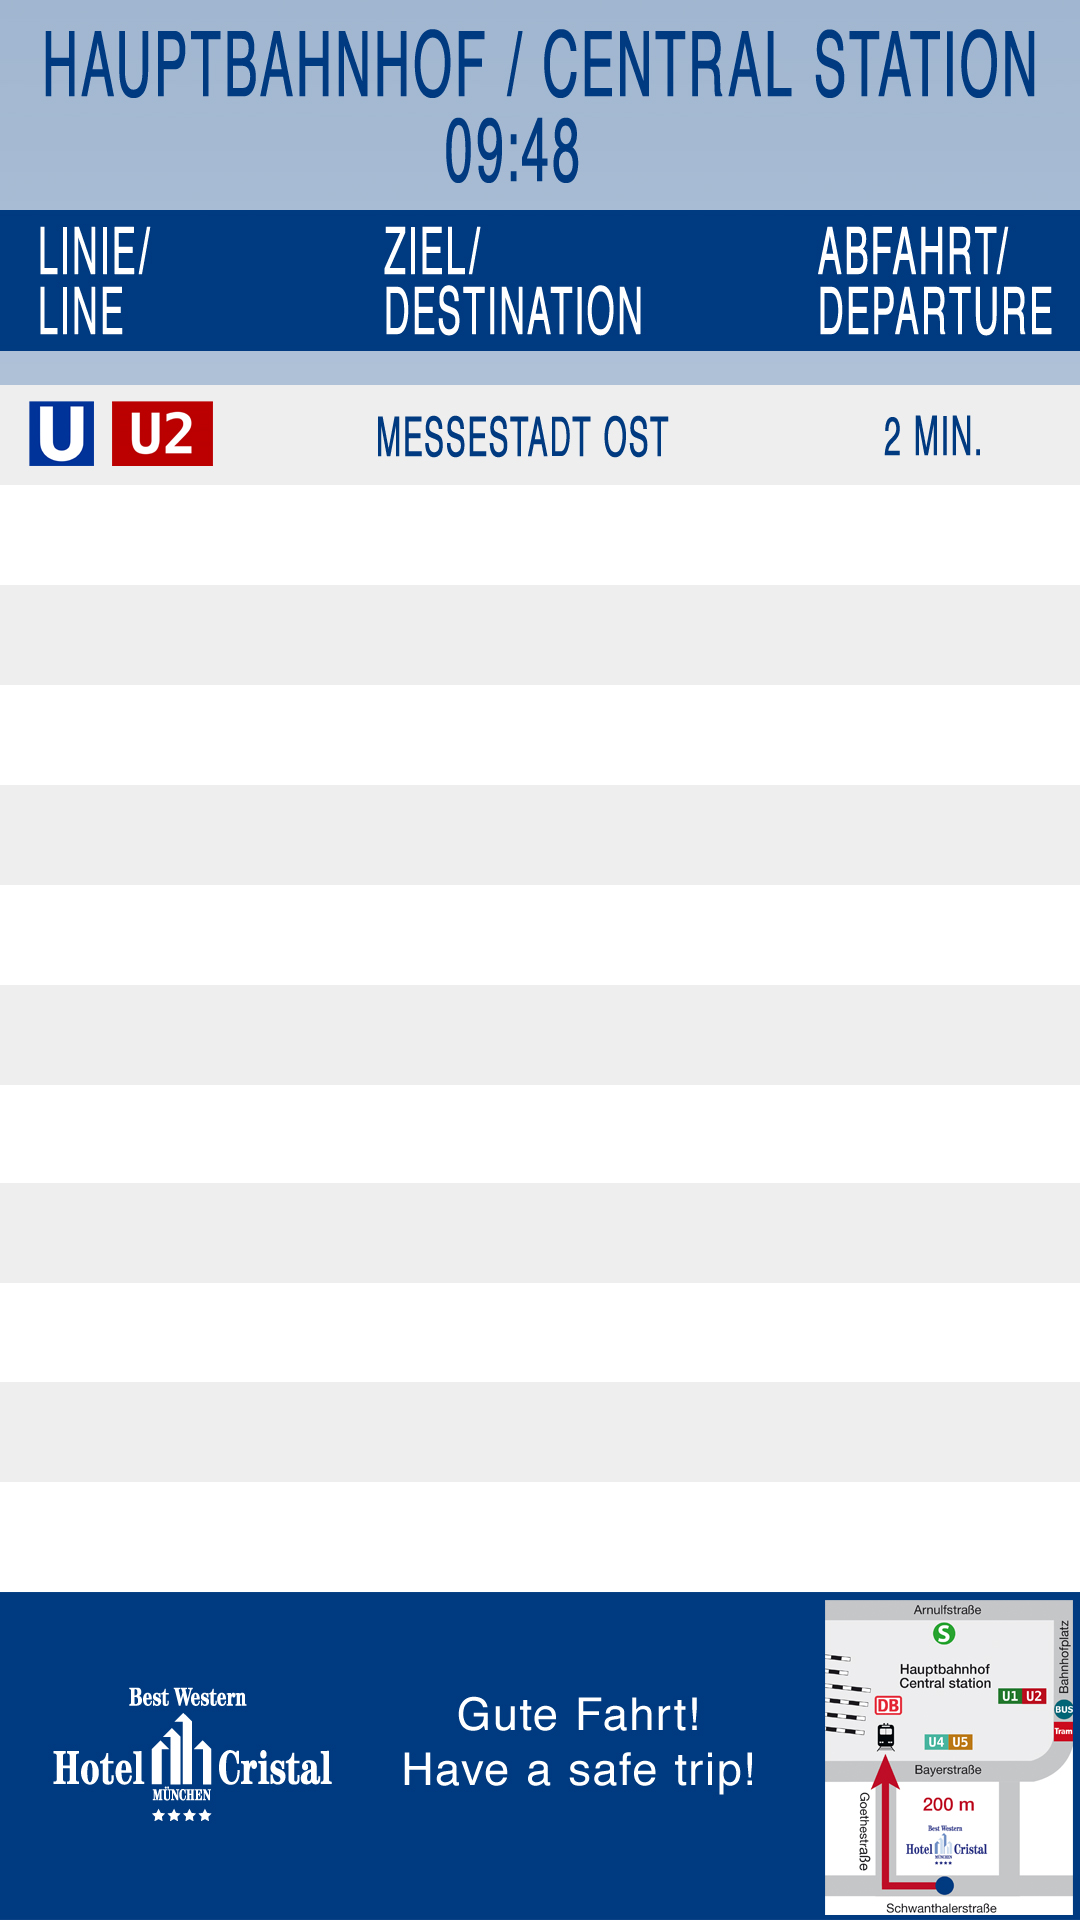 HAUPTBAHNHOF / CENTRAL STATION
09:48
LINIE/
LINE
ZIEL/
DESTINATION
ABFAHRT/
DEPARTURE
U U2 MESSESTADT OST 2 MIN.
Best Western
Hotel Cristal
MÜNCHEN
Gute Fahrt!
Have a safe trip!
Arnulfstraße
S
Bahnhofplatz
Hauptbahnhof
Central station
U1 U2
DB
BUS
Tram
U4 U5
Bayerstraße
Goethestraße
200 m
Best Western
Hotel Cristal
MÜNCHEN
Schwanthalerstraße